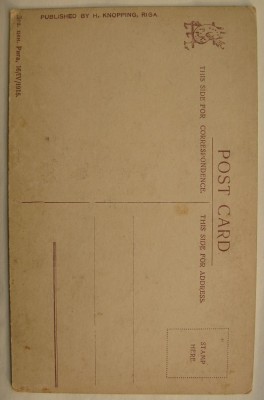 PUBLISHED BY H. KNOPPING, RIGA.
POST CARD
THIS SIDE FOR CORRESPONDENCE.
THIS SIDE FOR ADDRESS.
STAMP
HERE